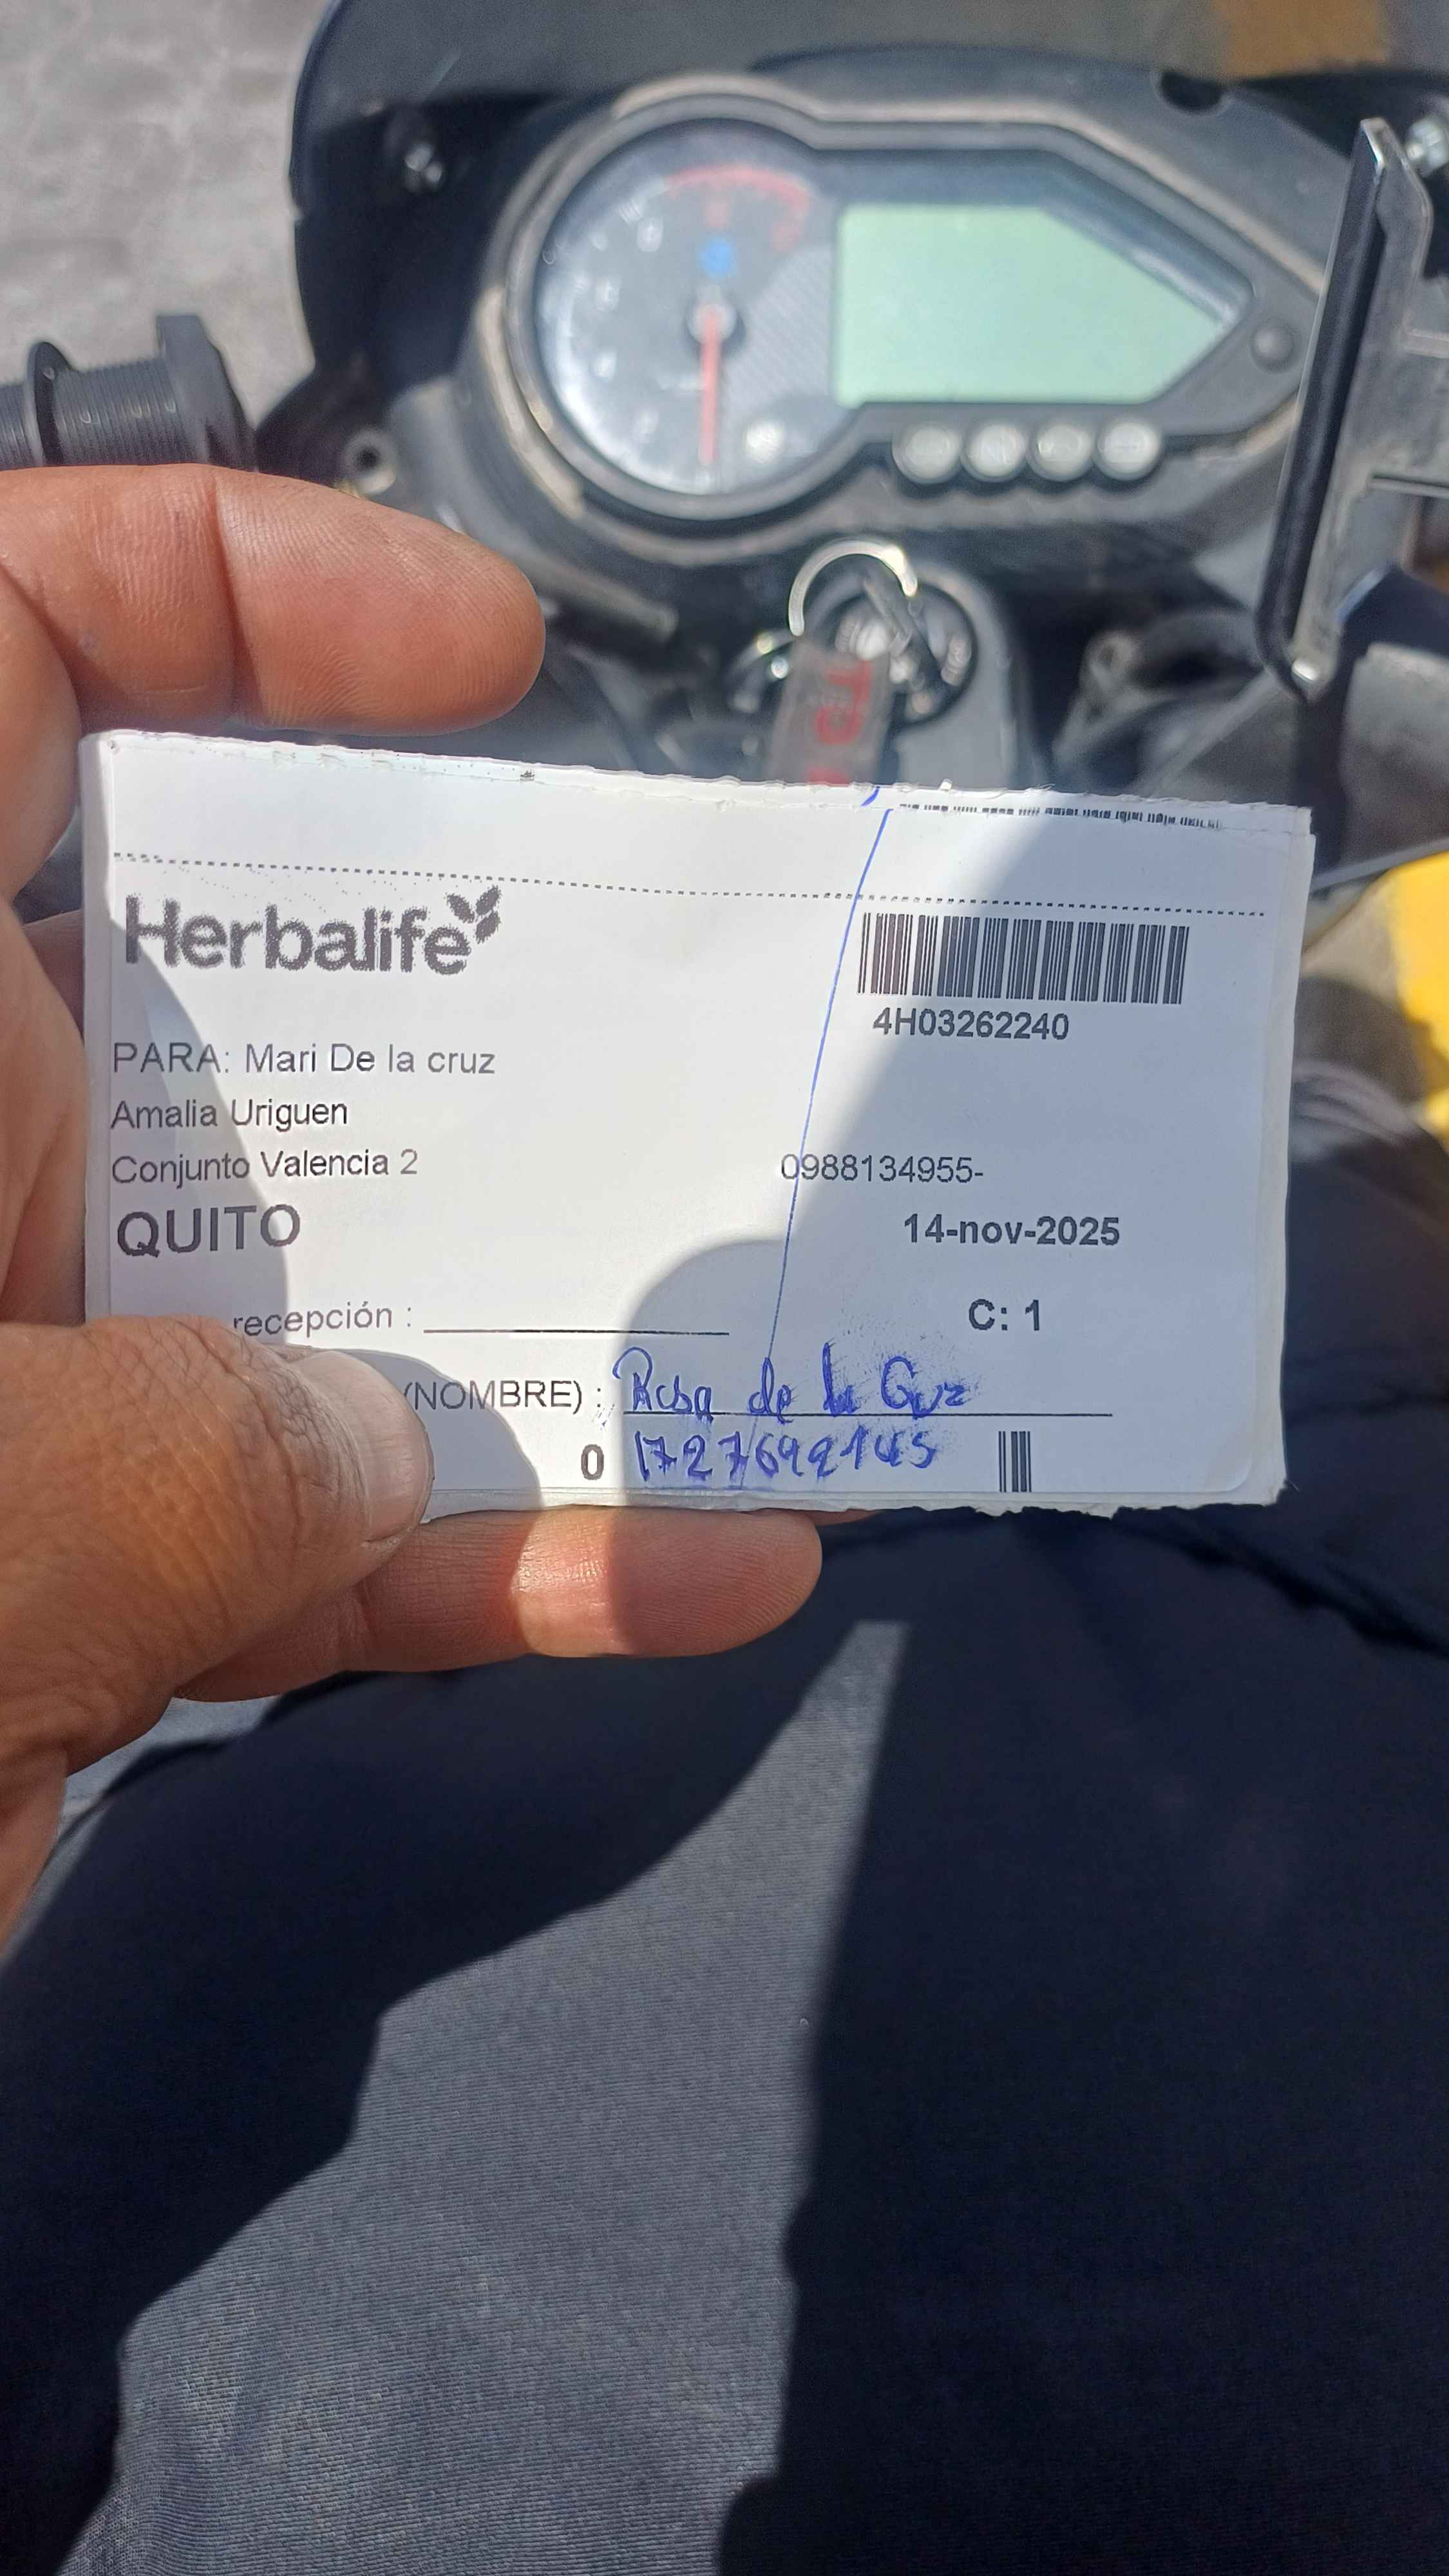 Herbalife
4H03262240
PARA: Mari De la cruz
Amalia Uriguen
Conjunto Valencia 2
0988134955-
QUITO
14-nov-2025
recepción :
C: 1
(NOMBRE) : Rosa de la Cruz
0 1727692145